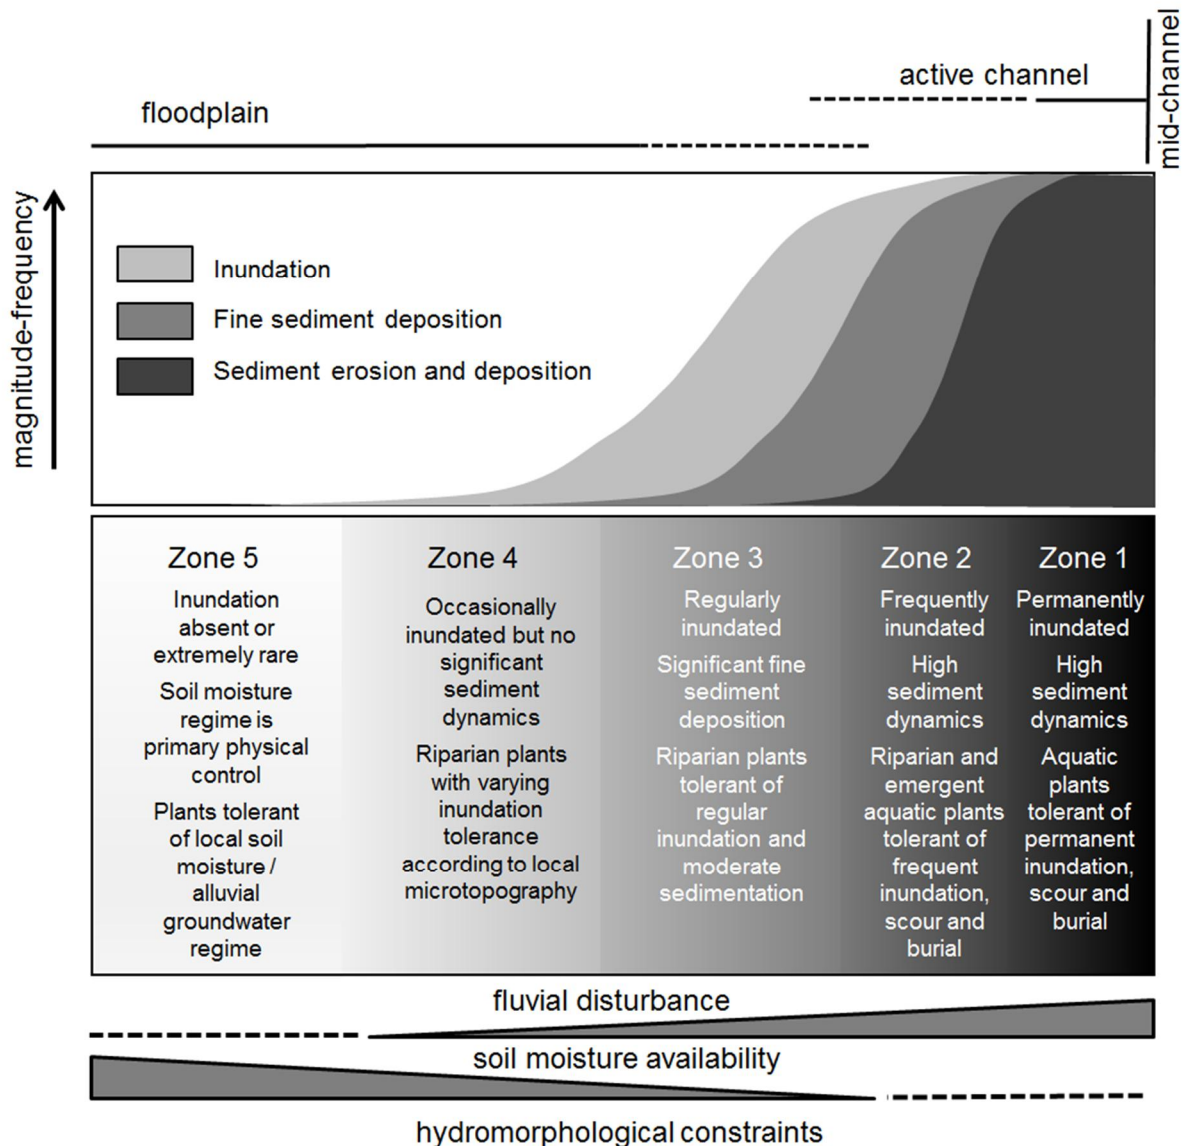 active channel
mid-channel
floodplain
magnitude-frequency
Inundation
Fine sediment deposition
Sediment erosion and deposition
Zone 5
Inundation
absent or
extremely rare
Soil moisture
regime is
primary physical
control
Plants tolerant
of local soil
moisture /
alluvial
groundwater
regime
Zone 4
Occasionally
inundated but no
significant
sediment
dynamics
Riparian plants
with varying
inundation
tolerance
according to local
microtopography
Zone 3
Regularly
inundated
Significant fine
sediment
deposition
Riparian plants
tolerant of
regular
inundation and
moderate
sedimentation
Zone 2
Frequently
inundated
High
sediment
dynamics
Riparian and
emergent
aquatic plants
tolerant of
frequent
inundation,
scour and
burial
Zone 1
Permanently
inundated
High
sediment
dynamics
Aquatic
plants
tolerant of
permanent
inundation,
scour and
burial
fluvial disturbance
soil moisture availability
hydromorphological constraints